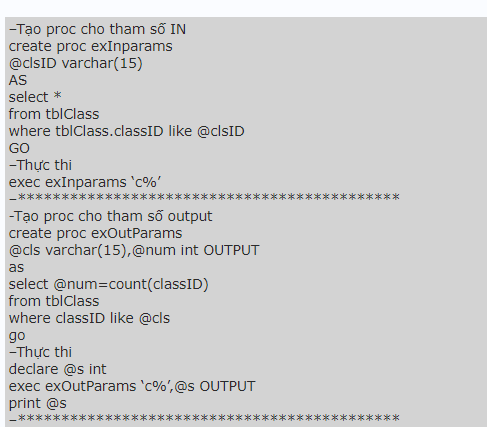 –Tạo proc cho tham số IN
create proc exInparams
@clsID varchar(15)
AS
select *
from tblClass
where tblClass.classID like @clsID
GO
–Thực thi
exec exInparams ‘c%’
–********************************************
-Tạo proc cho tham số output
create proc exOutParams
@cls varchar(15),@num int OUTPUT
as
select @num=count(classID)
from tblClass
where classID like @cls
go
–Thực thi
declare @s int
exec exOutParams ‘c%’,@s OUTPUT
print @s
–********************************************